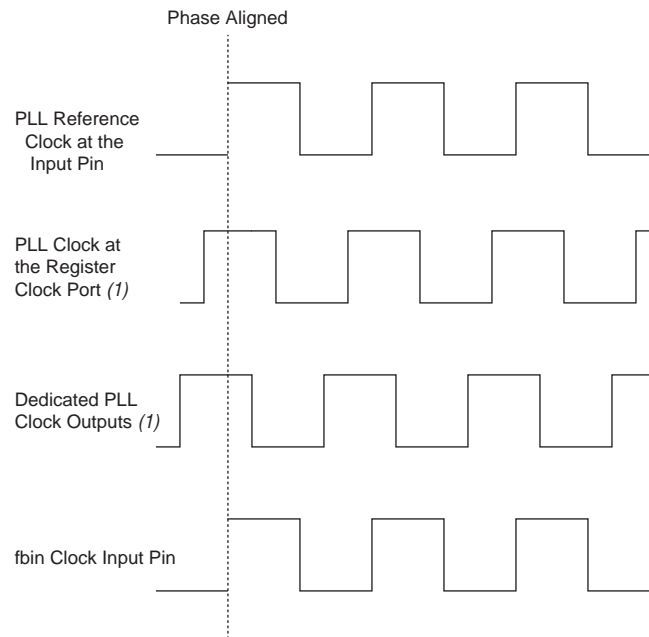 Phase Aligned
PLL Reference
Clock at the
Input Pin
PLL Clock at
the Register
Clock Port (1)
Dedicated PLL
Clock Outputs (1)
fbin Clock Input Pin